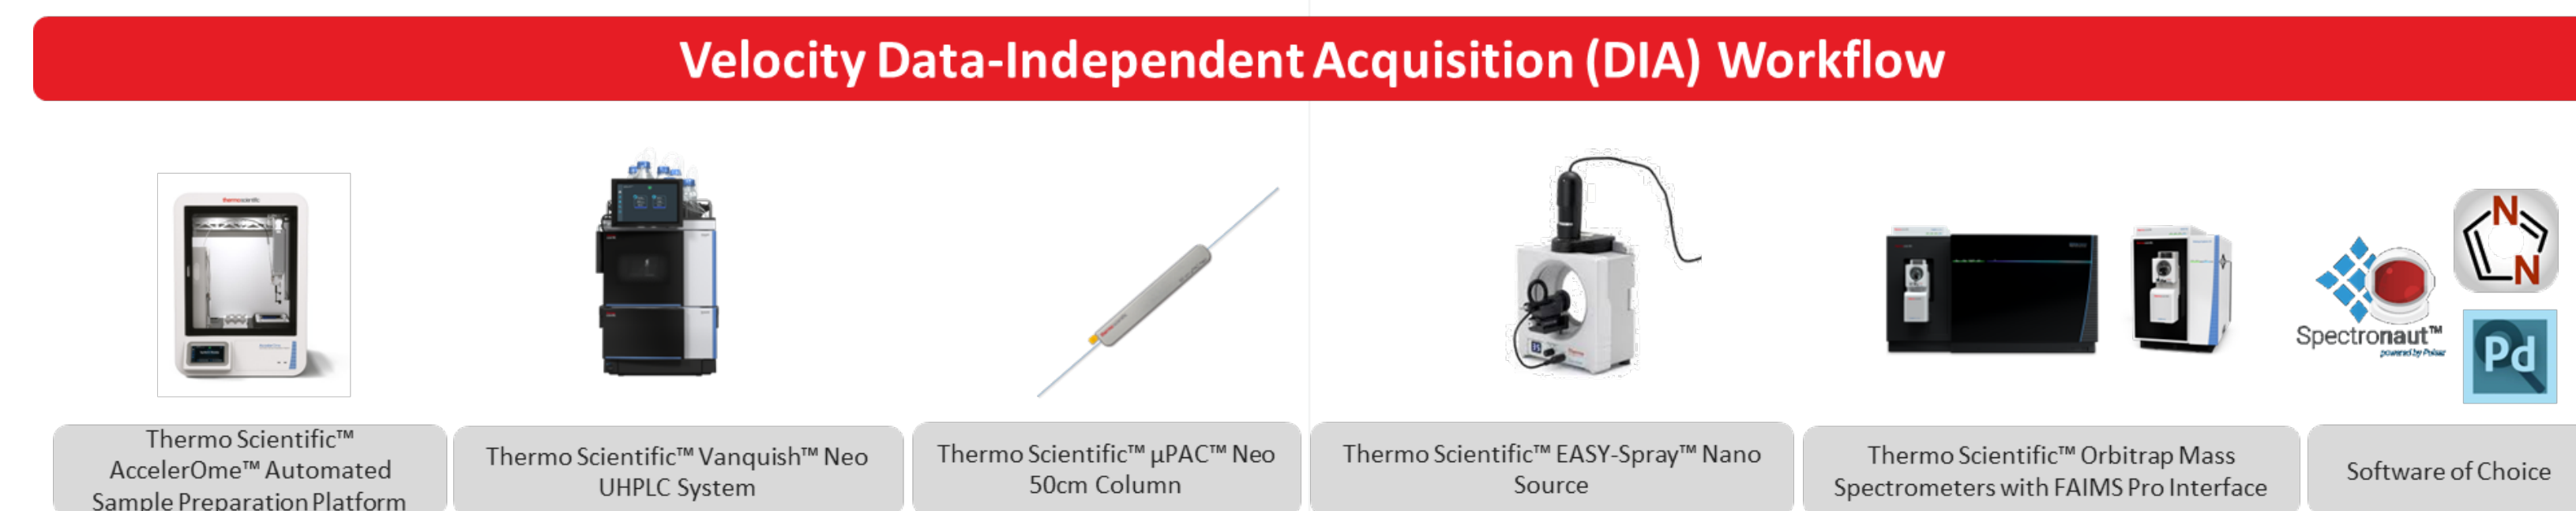 Velocity Data-Independent Acquisition (DIA) Workflow
thermoscientific
N
N
Spectronaut™
powered by Pulsar
Pd
Thermo Scientific™
AccelerOme™ Automated
Sample Preparation Platform
Thermo Scientific™ Vanquish™ Neo
UHPLC System
Thermo Scientific™ µPAC™ Neo
50cm Column
Thermo Scientific™ EASY-Spray™ Nano
Source
Thermo Scientific™ Orbitrap Mass
Spectrometers with FAIMS Pro Interface
Software of Choice